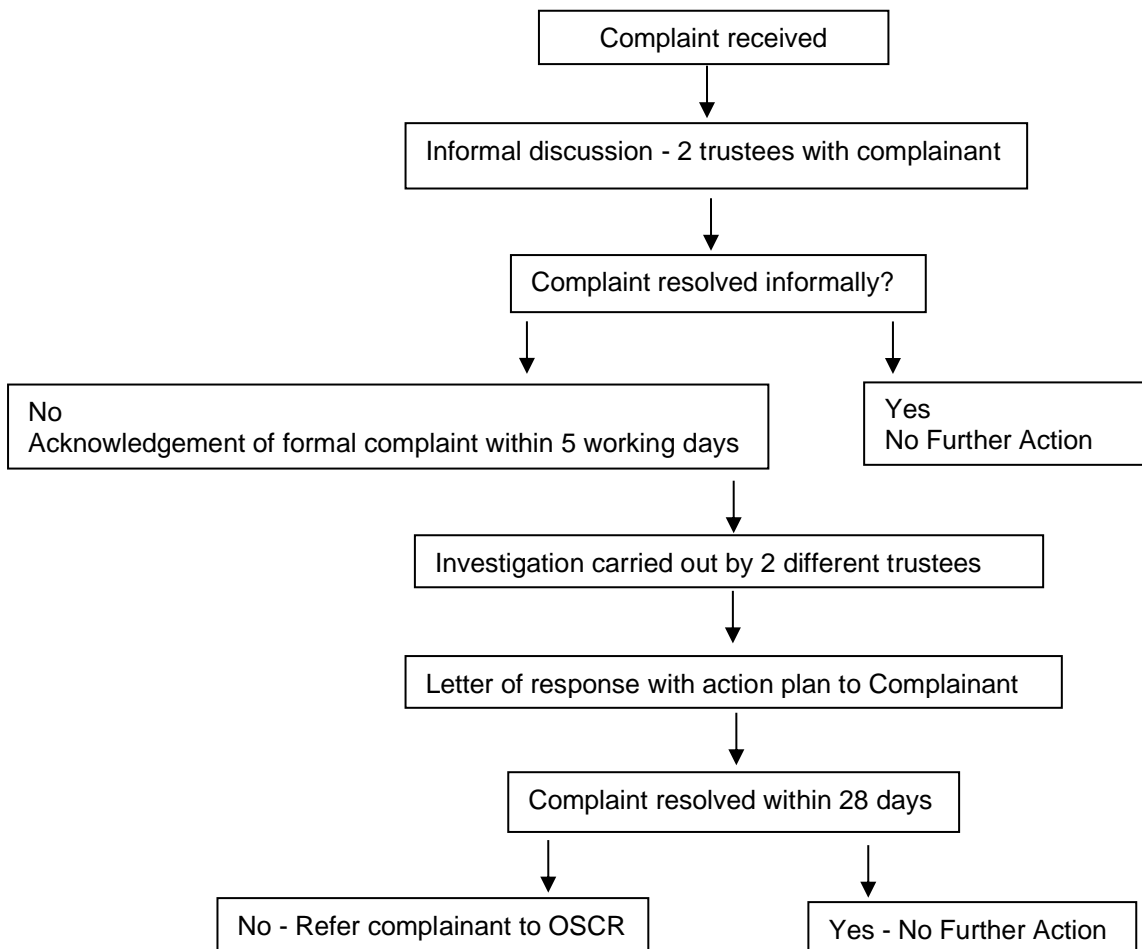 Complaint received
Informal discussion - 2 trustees with complainant
Complaint resolved informally?
No
Acknowledgement of formal complaint within 5 working days
Yes
No Further Action
Investigation carried out by 2 different trustees
Letter of response with action plan to Complainant
Complaint resolved within 28 days
No - Refer complainant to OSCR
Yes - No Further Action